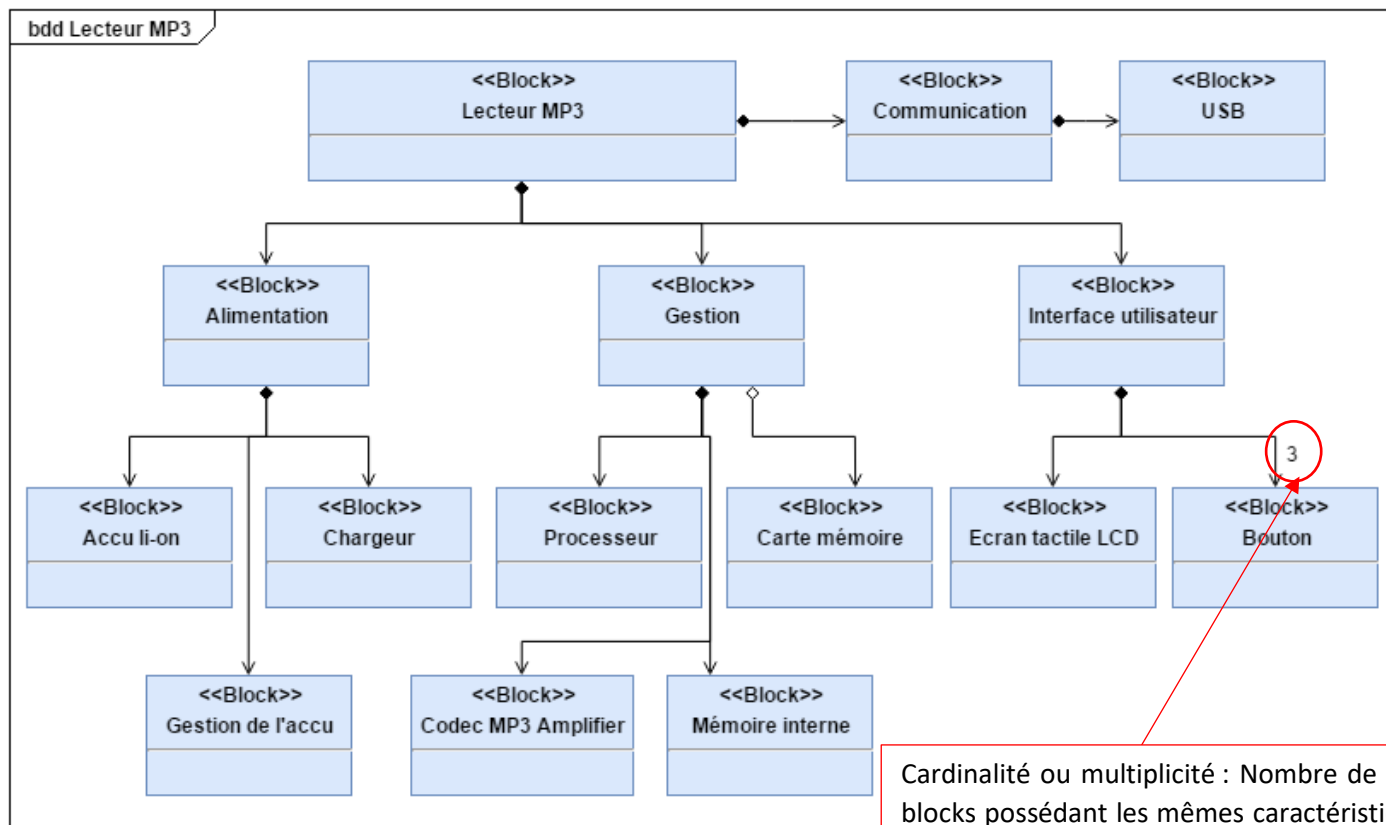 bdd Lecteur MP3
<<Block>>
Lecteur MP3
<<Block>>
Communication
<<Block>>
USB
<<Block>>
Alimentation
<<Block>>
Gestion
<<Block>>
Interface utilisateur
3
<<Block>>
Accu li-on
<<Block>>
Chargeur
<<Block>>
Processeur
<<Block>>
Carte mémoire
<<Block>>
Ecran tactile LCD
<<Block>>
Bouton
<<Block>>
Gestion de l'accu
<<Block>>
Codec MP3 Amplifier
<<Block>>
Mémoire interne
Cardinalité ou multiplicité : Nombre de
blocks possédant les mêmes caractéristi